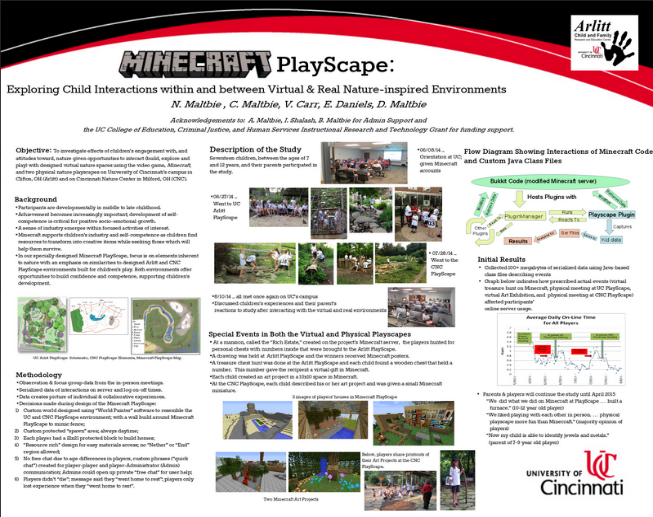 Arlitt
Child and Family
Research and Education Center
UNIVERSITY OF
Cincinnati
MINECRAFT PlayScape:
Exploring Child Interactions within and between Virtual & Real Nature-inspired Environments
N. Maltbie , C. Maltbie, V. Carr, E. Daniels, D. Maltbie
Acknowledgements to: A. Maltbie, I. Shalash, B. Maltbie for Admin Support and
the UC College of Education, Criminal Justice, and Human Services Instructional Research and Technology Grant for funding support.
Objective: To investigate effects of children's engagement with, and
attitudes toward, nature given opportunities to interact (build, explore and
play) with designed virtual nature spaces using the video game, Minecraft,
and two physical nature playscapes on University of Cincinnati's campus in
Clifton, OH (Arlitt) and on Cincinnati Nature Center in Milford, OH (CNC).
Background
•Participants are developmentally in middle to late childhood.
•Achievement becomes increasingly important; development of self-
competence is critical for positive socio-emotional growth.
•A sense of industry emerges within focused activities of interest.
•Minecraft supports children's industry and self-competence as children find
resources to transform into creative items while seeking those which will
help them survive.
•In our specially designed Minecraft PlayScape, focus is on elements inherent
to nature with an emphasis on similarities to designed Arlitt and CNC
PlayScape environments built for children's play. Both environments offer
opportunities to build confidence and competence, supporting children's
development.
UC Arlitt PlayScape Schematic, CNC PlayScape Elements, Minecraft PlayScape Map
Methodology
•Observation & focus group data from the in-person meetings.
•Serialized data of interactions on server and log-on/off times.
•Data creates picture of individual & collaborative experiences.
•Decisions made during design of the Minecraft PlayScape:
1) Custom world designed using "World Painter" software to resemble the
UC and CNC PlayScape environments; with a wall built around Minecraft
PlayScape to mimic fence;
2) Custom protected "spawn" area; always daytime;
3) Each player had a 32x32 protected block to build homes;
4) "Resource rich" design for easy materials access; no "Nether" or "End"
region allowed;
5) No free chat due to age differences in players, custom phrases ("quick
chat") created for player-player and player-Administrator (Admin)
communication; Admins could open up private "free chat" for user help;
6) Players didn't "die"; message said they "went home to rest"; players only
lost experience when they "went home to rest".
Description of the Study
Seventeen children, between the ages of 7
and 12 years, and their parents participated in
the study.
•06/08/14...
Orientation at UC;
given Minecraft
accounts
•06/27/14...
Went to UC
Arlitt
PlayScape
•07/28/14...
Went to the
CNC
PlayScape
•8/10/14... all met once again on UC's campus
•Discussed children's experiences and their parent's
reactions to study after interacting with the virtual and real environments
Special Events in Both the Virtual and Physical Playscapes
•At a mansion, called the "Rich Estate," created on the project's Minecraft server, the players hunted for
personal chests with numbers inside that were brought to the Arlitt PlayScape.
•A drawing was held at Arlitt PlayScape and the winners received Minecraft posters.
•A treasure chest hunt was done at the Arlitt PlayScape and each child found a wooden chest that held a
number. This number gave the recipient a virtual gift in Minecraft.
•Each child created an art project in a 15x15 space in Minecraft.
•At the CNC PlayScape, each child described his or her art project and was given a small Minecraft
miniature.
3 images of players' houses in Minecraft PlayScape
Below, players share printouts of
their Art Projects at the CNC
PlayScape.
Two Minecraft Art Projects
Flow Diagram Showing Interactions of Minecraft Code
and Custom Java Class Files
Bukkit Code (modified Minecraft server)
Hosts Plugins with
PluginManager
Runs
Reacts To
Playscape Plugin
Other
Plugins
Captures
Results
Ser Files
Kid data
Initial Results
• Collected 100+ megabytes of serialized data using Java-based
class files describing events
• Graph below indicates how prescribed actual events (virtual
treasure hunt on Minecraft, physical meeting at UC PlayScape,
virtual Art Exhibition, and physical meeting at CNC PlayScape)
affected participants'
online server usage.
Average Daily On-Line Time
for All Players
• Parents & players will continue the study until April 2015
"We did what we did on Minecraft at PlayScape . . . built a
furnace." (10-12 year old player)
"We liked playing with each other in person. . . . physical
playscape more fun than Minecraft." (majority opinion of
players)
"Now my child is able to identify jewels and metals."
(parent of 7-9 year old player)
UNIVERSITY OF
Cincinnati